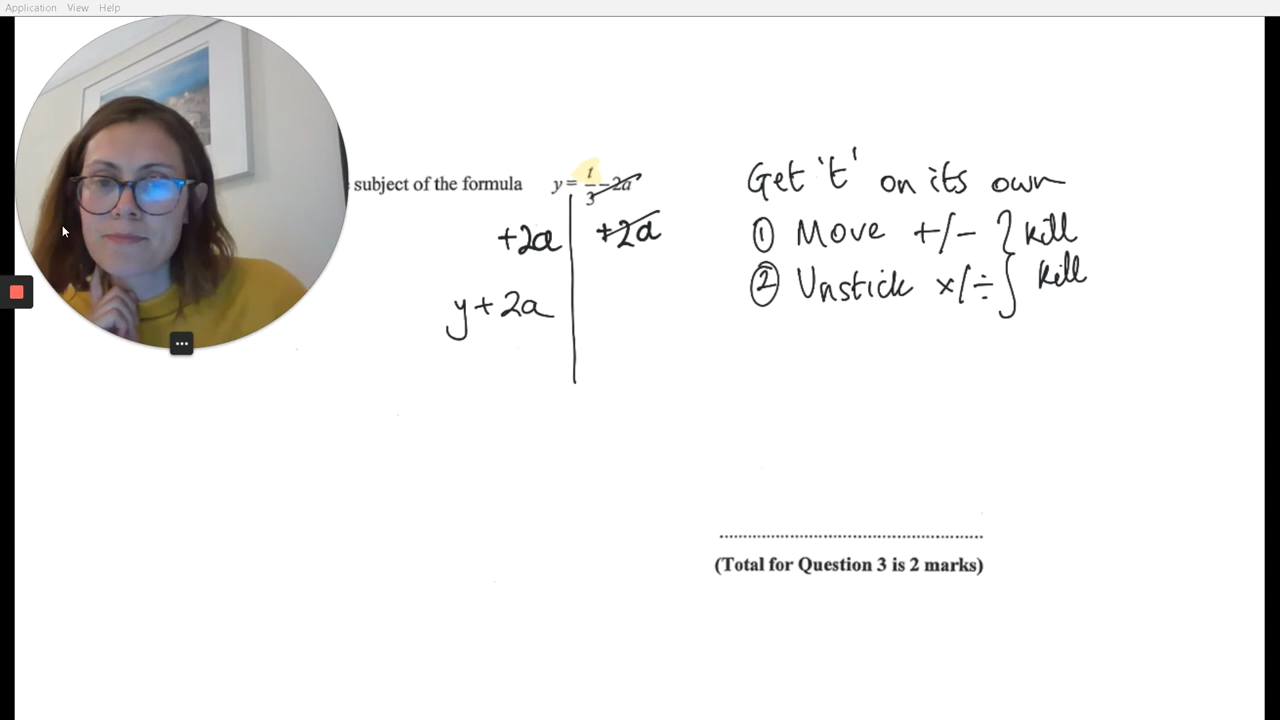 Application View Help
subject of the formula y = t/3 - 2a
+2a +2a
y + 2a
Get 't' on its own
① Move +/- } kill
② Unstick ×/÷ } kill
(Total for Question 3 is 2 marks)